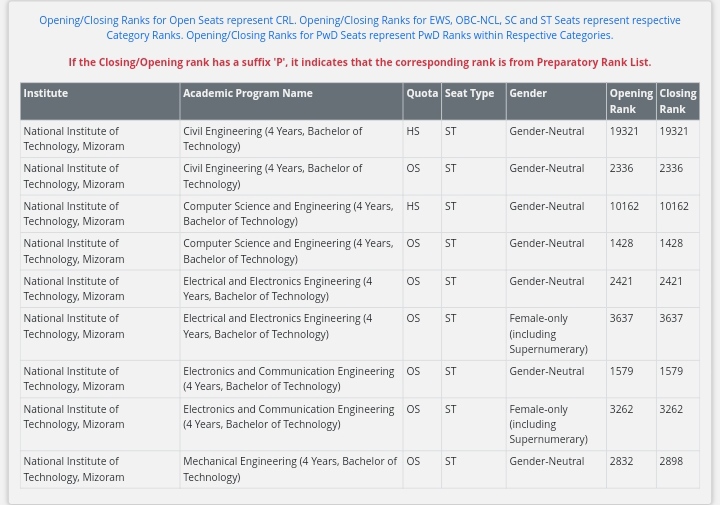 Opening/Closing Ranks for Open Seats represent CRL. Opening/Closing Ranks for EWS, OBC-NCL, SC and ST Seats represent respective
Category Ranks. Opening/Closing Ranks for PwD Seats represent PwD Ranks within Respective Categories.
If the Closing/Opening rank has a suffix 'P', it indicates that the corresponding rank is from Preparatory Rank List.
Institute Academic Program Name Quota Seat Type Gender Opening Closing
Rank Rank
National Institute of Civil Engineering (4 Years, Bachelor of HS ST Gender-Neutral 19321 19321
Technology, Mizoram Technology)
National Institute of Civil Engineering (4 Years, Bachelor of OS ST Gender-Neutral 2336 2336
Technology, Mizoram Technology)
National Institute of Computer Science and Engineering (4 Years, HS ST Gender-Neutral 10162 10162
Technology, Mizoram Bachelor of Technology)
National Institute of Computer Science and Engineering (4 Years, OS ST Gender-Neutral 1428 1428
Technology, Mizoram Bachelor of Technology)
National Institute of Electrical and Electronics Engineering (4 OS ST Gender-Neutral 2421 2421
Technology, Mizoram Years, Bachelor of Technology)
National Institute of Electrical and Electronics Engineering (4 OS ST Female-only 3637 3637
Technology, Mizoram Years, Bachelor of Technology) (including
Supernumerary)
National Institute of Electronics and Communication Engineering OS ST Gender-Neutral 1579 1579
Technology, Mizoram (4 Years, Bachelor of Technology)
National Institute of Electronics and Communication Engineering OS ST Female-only 3262 3262
Technology, Mizoram (4 Years, Bachelor of Technology) (including
Supernumerary)
National Institute of Mechanical Engineering (4 Years, Bachelor of OS ST Gender-Neutral 2832 2898
Technology, Mizoram Technology)